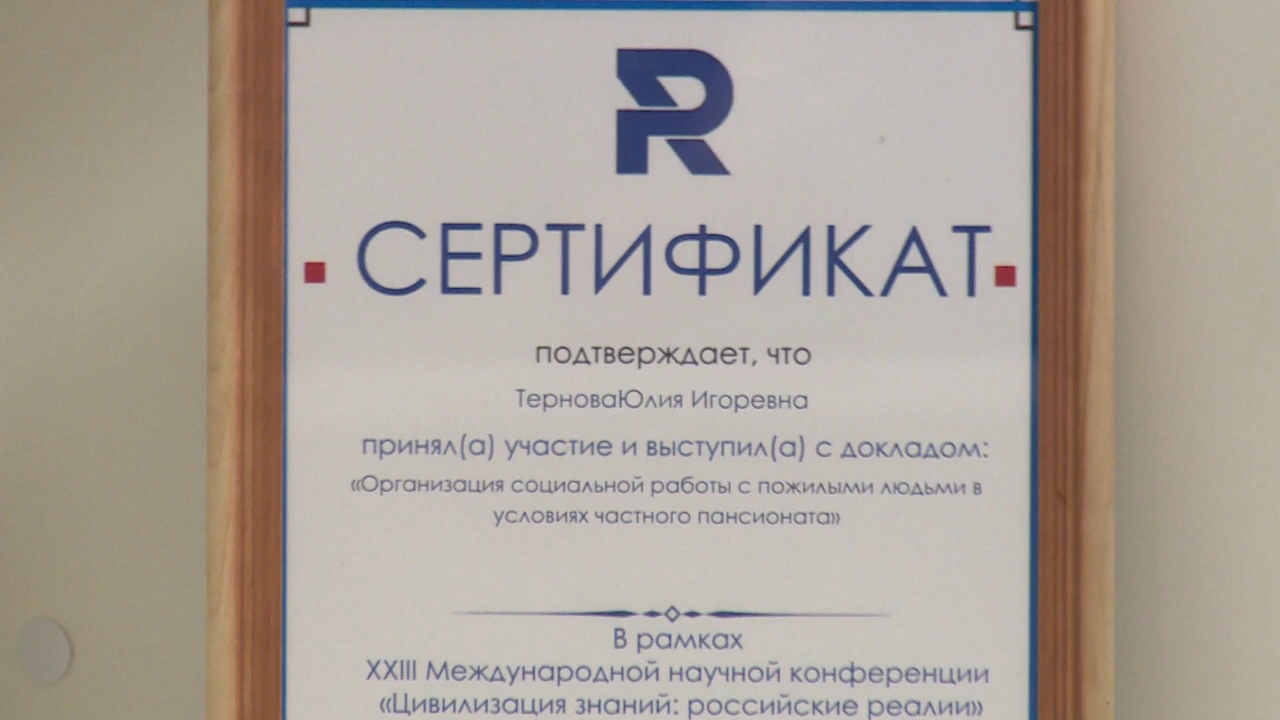 R
СЕРТИФИКАТ
подтверждает, что
ТерноваЮлия Игоревна
принял(а) участие и выступил(а) с докладом:
«Организация социальной работы с пожилыми людьми в
условиях частного пансионата»
В рамках
XXIII Международной научной конференции
«Цивилизация знаний: российские реалии»